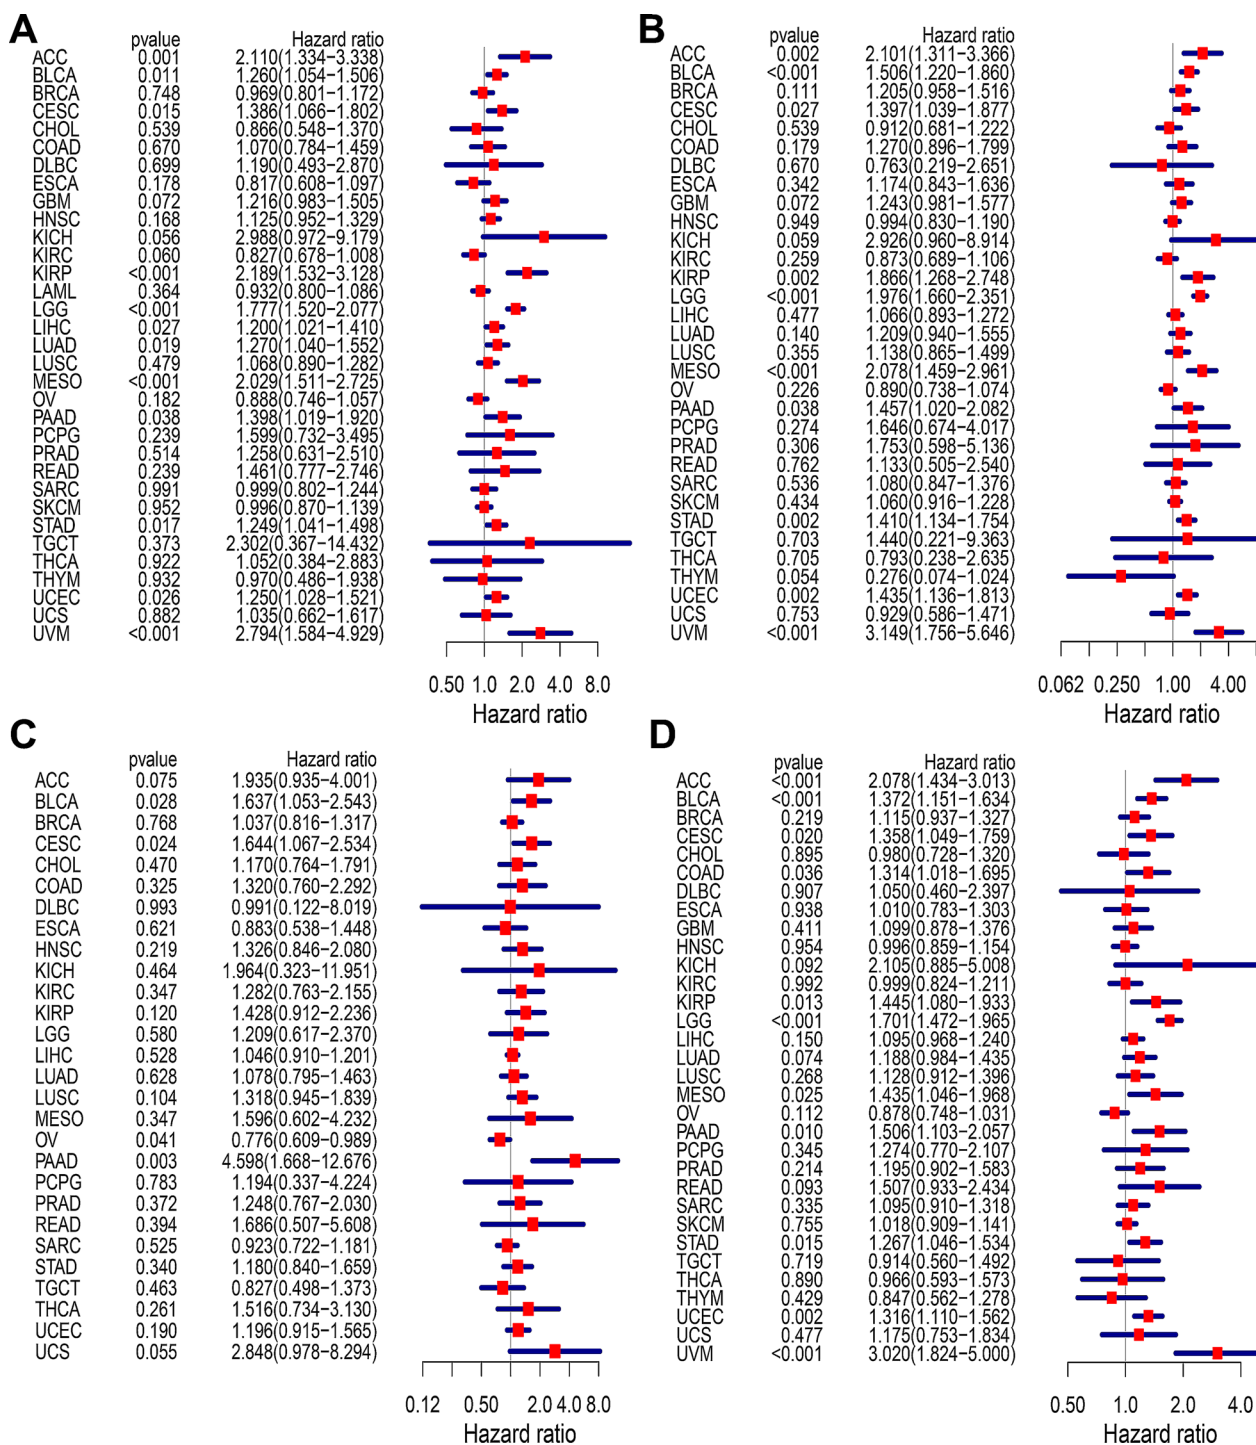 A
pvalue Hazard ratio
ACC 0.001 2.110(1.334−3.338)
BLCA 0.011 1.260(1.054−1.506)
BRCA 0.748 0.969(0.801−1.172)
CESC 0.015 1.386(1.066−1.802)
CHOL 0.539 0.866(0.548−1.370)
COAD 0.670 1.070(0.784−1.459)
DLBC 0.699 1.190(0.493−2.870)
ESCA 0.178 0.817(0.608−1.097)
GBM 0.072 1.216(0.983−1.505)
HNSC 0.168 1.125(0.952−1.329)
KICH 0.056 2.988(0.972−9.179)
KIRC 0.060 0.827(0.678−1.008)
KIRP <0.001 2.189(1.532−3.128)
LAML 0.364 0.932(0.800−1.086)
LGG <0.001 1.777(1.520−2.077)
LIHC 0.027 1.200(1.021−1.410)
LUAD 0.019 1.270(1.040−1.552)
LUSC 0.479 1.068(0.890−1.282)
MESO <0.001 2.029(1.511−2.725)
OV 0.182 0.888(0.746−1.057)
PAAD 0.038 1.398(1.019−1.920)
PCPG 0.239 1.599(0.732−3.495)
PRAD 0.514 1.258(0.631−2.510)
READ 0.239 1.461(0.777−2.746)
SARC 0.991 0.999(0.802−1.244)
SKCM 0.952 0.996(0.870−1.139)
STAD 0.017 1.249(1.041−1.498)
TGCT 0.373 2.302(0.367−14.432)
THCA 0.922 1.052(0.384−2.883)
THYM 0.932 0.970(0.486−1.938)
UCEC 0.026 1.250(1.028−1.521)
UCS 0.882 1.035(0.662−1.617)
UVM <0.001 2.794(1.584−4.929)
0.50 1.0 2.0 4.0 8.0
Hazard ratio
B
pvalue Hazard ratio
ACC 0.002 2.101(1.311−3.366)
BLCA <0.001 1.506(1.220−1.860)
BRCA 0.111 1.205(0.958−1.516)
CESC 0.027 1.397(1.039−1.877)
CHOL 0.539 0.912(0.681−1.222)
COAD 0.179 1.270(0.896−1.799)
DLBC 0.670 0.763(0.219−2.651)
ESCA 0.342 1.174(0.843−1.636)
GBM 0.072 1.243(0.981−1.577)
HNSC 0.949 0.994(0.830−1.190)
KICH 0.059 2.926(0.960−8.914)
KIRC 0.259 0.873(0.689−1.106)
KIRP 0.002 1.866(1.268−2.748)
LGG <0.001 1.976(1.660−2.351)
LIHC 0.477 1.066(0.893−1.272)
LUAD 0.140 1.209(0.940−1.555)
LUSC 0.355 1.138(0.865−1.499)
MESO <0.001 2.078(1.459−2.961)
OV 0.226 0.890(0.738−1.074)
PAAD 0.038 1.457(1.020−2.082)
PCPG 0.274 1.646(0.674−4.017)
PRAD 0.306 1.753(0.598−5.136)
READ 0.762 1.133(0.505−2.540)
SARC 0.536 1.080(0.847−1.376)
SKCM 0.434 1.060(0.916−1.228)
STAD 0.002 1.410(1.134−1.754)
TGCT 0.703 1.440(0.221−9.363)
THCA 0.705 0.793(0.238−2.635)
THYM 0.054 0.276(0.074−1.024)
UCEC 0.002 1.435(1.136−1.813)
UCS 0.753 0.929(0.586−1.471)
UVM <0.001 3.149(1.756−5.646)
0.062 0.250 1.00 4.00
Hazard ratio
C
pvalue Hazard ratio
ACC 0.075 1.935(0.935−4.001)
BLCA 0.028 1.637(1.053−2.543)
BRCA 0.768 1.037(0.816−1.317)
CESC 0.024 1.644(1.067−2.534)
CHOL 0.470 1.170(0.764−1.791)
COAD 0.325 1.320(0.760−2.292)
DLBC 0.993 0.991(0.122−8.019)
ESCA 0.621 0.883(0.538−1.448)
HNSC 0.219 1.326(0.846−2.080)
KICH 0.464 1.964(0.323−11.951)
KIRC 0.347 1.282(0.763−2.155)
KIRP 0.120 1.428(0.912−2.236)
LGG 0.580 1.209(0.617−2.370)
LIHC 0.528 1.046(0.910−1.201)
LUAD 0.628 1.078(0.795−1.463)
LUSC 0.104 1.318(0.945−1.839)
MESO 0.347 1.596(0.602−4.232)
OV 0.041 0.776(0.609−0.989)
PAAD 0.003 4.598(1.668−12.676)
PCPG 0.783 1.194(0.337−4.224)
PRAD 0.372 1.248(0.767−2.030)
READ 0.394 1.686(0.507−5.608)
SARC 0.525 0.923(0.722−1.181)
STAD 0.340 1.180(0.840−1.659)
TGCT 0.463 0.827(0.498−1.373)
THCA 0.261 1.516(0.734−3.130)
UCEC 0.190 1.196(0.915−1.565)
UCS 0.055 2.848(0.978−8.294)
0.12 0.50 2.0 4.0 8.0
Hazard ratio
D
pvalue Hazard ratio
ACC <0.001 2.078(1.434−3.013)
BLCA <0.001 1.372(1.151−1.634)
BRCA 0.219 1.115(0.937−1.327)
CESC 0.020 1.358(1.049−1.759)
CHOL 0.895 0.980(0.728−1.320)
COAD 0.036 1.314(1.018−1.695)
DLBC 0.907 1.050(0.460−2.397)
ESCA 0.938 1.010(0.783−1.303)
GBM 0.411 1.099(0.878−1.376)
HNSC 0.954 0.996(0.859−1.154)
KICH 0.092 2.105(0.885−5.008)
KIRC 0.992 0.999(0.824−1.211)
KIRP 0.013 1.445(1.080−1.933)
LGG <0.001 1.701(1.472−1.965)
LIHC 0.150 1.095(0.968−1.240)
LUAD 0.074 1.188(0.984−1.435)
LUSC 0.268 1.128(0.912−1.396)
MESO 0.025 1.435(1.046−1.968)
OV 0.112 0.878(0.748−1.031)
PAAD 0.010 1.506(1.103−2.057)
PCPG 0.345 1.274(0.770−2.107)
PRAD 0.214 1.195(0.902−1.583)
READ 0.093 1.507(0.933−2.434)
SARC 0.335 1.095(0.910−1.318)
SKCM 0.755 1.018(0.909−1.141)
STAD 0.015 1.267(1.046−1.534)
TGCT 0.719 0.914(0.560−1.492)
THCA 0.890 0.966(0.593−1.573)
THYM 0.429 0.847(0.562−1.278)
UCEC 0.002 1.316(1.110−1.562)
UCS 0.477 1.175(0.753−1.834)
UVM <0.001 3.020(1.824−5.000)
0.50 1.0 2.0 4.0
Hazard ratio